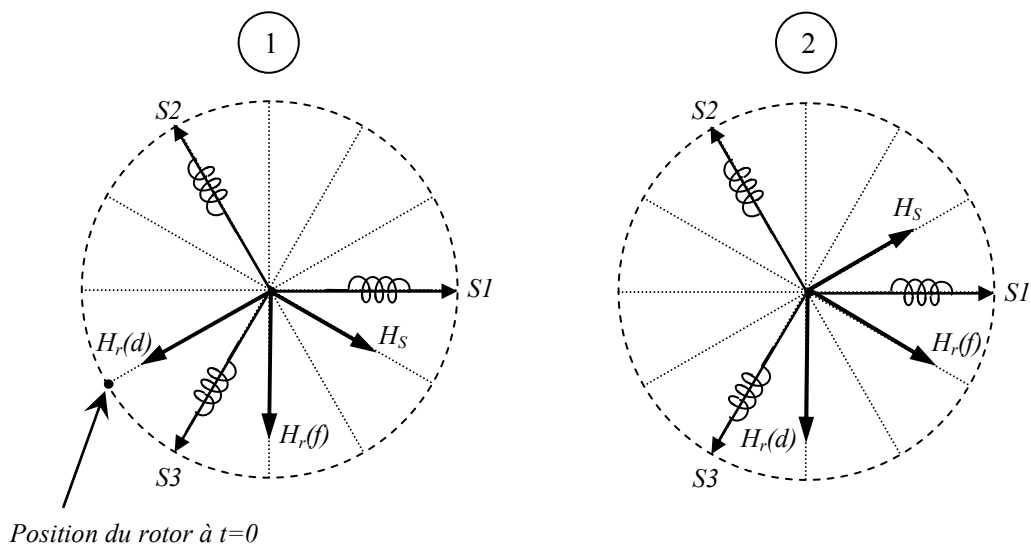 1
2
S2
S2
H_S
S1
S1
H_r(d)
H_S
H_r(f)
H_r(f)
H_r(d)
S3
S3
Position du rotor à t=0